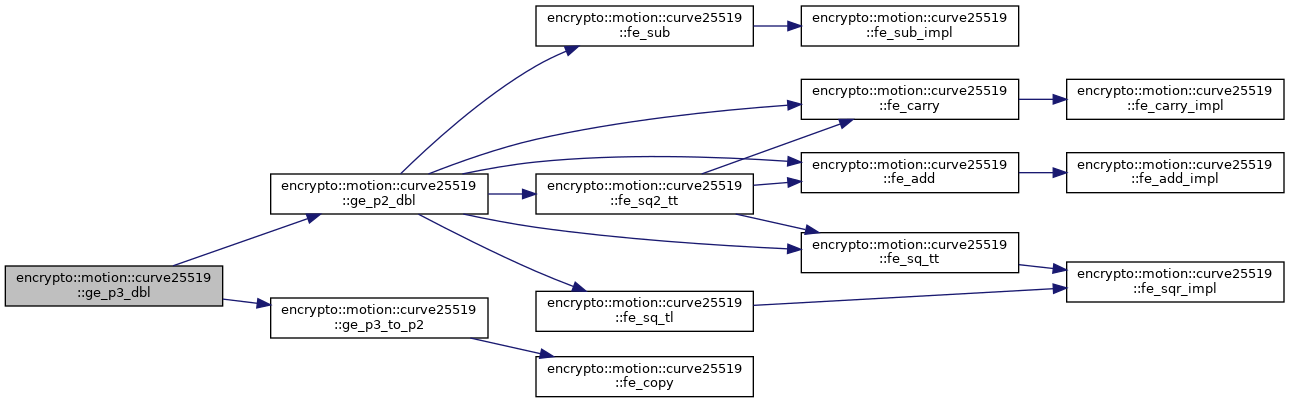 encrypto::motion::curve25519
::ge_p3_dbl
encrypto::motion::curve25519
::ge_p2_dbl
encrypto::motion::curve25519
::ge_p3_to_p2
encrypto::motion::curve25519
::fe_sub
encrypto::motion::curve25519
::fe_sq2_tt
encrypto::motion::curve25519
::fe_sq_tl
encrypto::motion::curve25519
::fe_copy
encrypto::motion::curve25519
::fe_sub_impl
encrypto::motion::curve25519
::fe_carry
encrypto::motion::curve25519
::fe_add
encrypto::motion::curve25519
::fe_sq_tt
encrypto::motion::curve25519
::fe_carry_impl
encrypto::motion::curve25519
::fe_add_impl
encrypto::motion::curve25519
::fe_sqr_impl